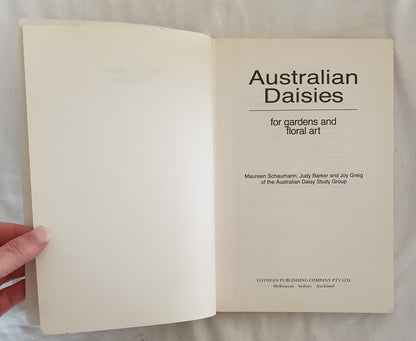 Australian
Daisies
for gardens and
floral art
Maureen Schaumann, Judy Barker and Joy Greig
of the Australian Daisy Study Group
LOTHIAN PUBLISHING COMPANY PTY LTD
Melbourne Sydney Auckland